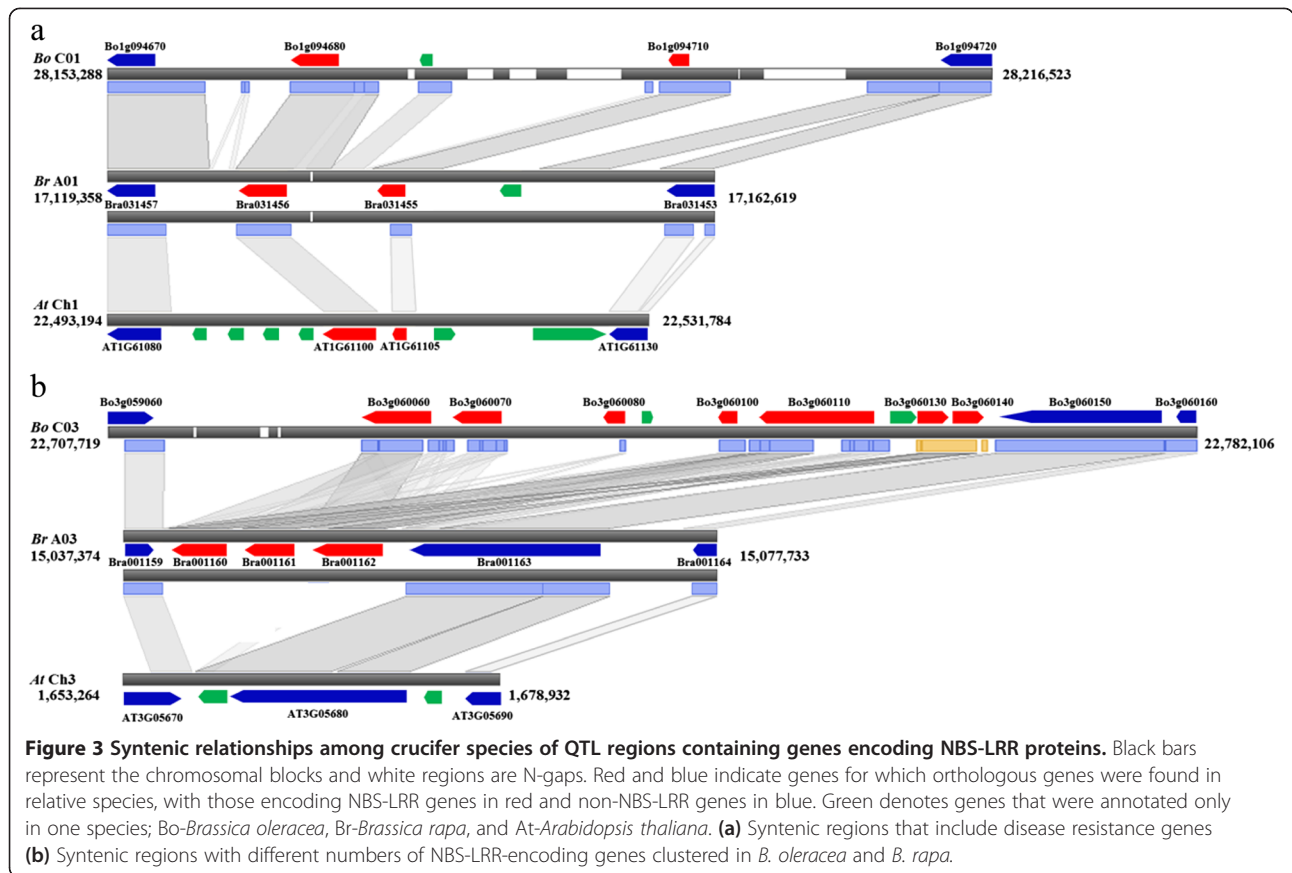 a
Bo1g094670 Bo1g094680 Bo1g094710 Bo1g094720
Bo C01
28,153,288 28,216,523
Br A01
17,119,358 17,162,619
Bra031457 Bra031456 Bra031455 Bra031453
At Ch1
22,493,194 22,531,784
AT1G61080 AT1G61100 AT1G61105 AT1G61130
b
Bo3g059060 Bo3g060060 Bo3g060070 Bo3g060080 Bo3g060100 Bo3g060110 Bo3g060130 Bo3g060140 Bo3g060150 Bo3g060160
Bo C03
22,707,719 22,782,106
Br A03
15,037,374 15,077,733
Bra001159 Bra001160 Bra001161 Bra001162 Bra001163 Bra001164
At Ch3
1,653,264 1,678,932
AT3G05670 AT3G05680 AT3G05690
Figure 3 Syntenic relationships among crucifer species of QTL regions containing genes encoding NBS-LRR proteins. Black bars
represent the chromosomal blocks and white regions are N-gaps. Red and blue indicate genes for which orthologous genes were found in
relative species, with those encoding NBS-LRR genes in red and non-NBS-LRR genes in blue. Green denotes genes that were annotated only
in one species; Bo-Brassica oleracea, Br-Brassica rapa, and At-Arabidopsis thaliana. (a) Syntenic regions that include disease resistance genes
(b) Syntenic regions with different numbers of NBS-LRR-encoding genes clustered in B. oleracea and B. rapa.